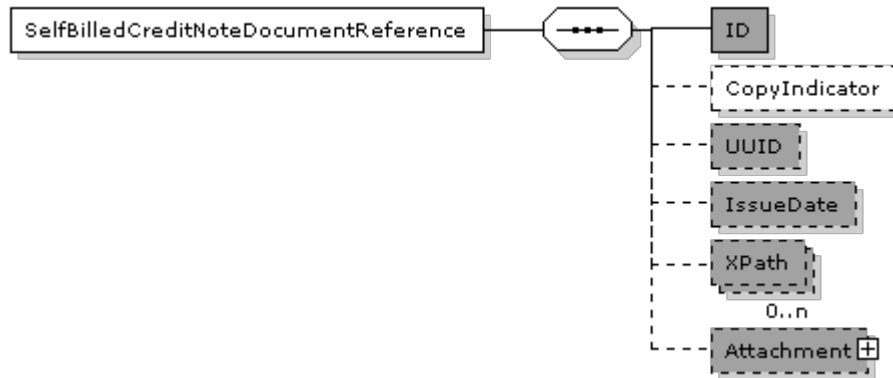 SelfBilledCreditNoteDocumentReference
ID
CopyIndicator
UUID
IssueDate
XPath
0..n
Attachment